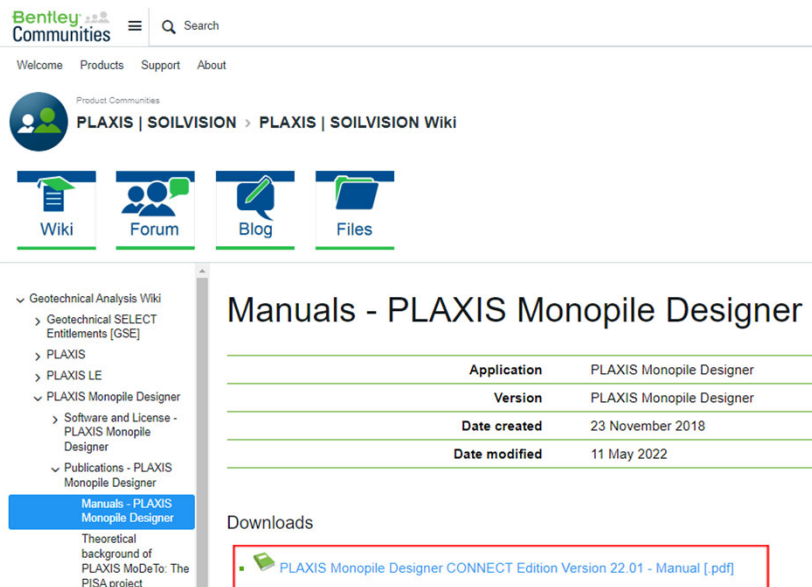 Bentley
Communities
Search
Welcome Products Support About
Product Communities
PLAXIS | SOILVISION > PLAXIS | SOILVISION Wiki
Wiki Forum Blog Files
Geotechnical Analysis Wiki
Geotechnical SELECT
Entitlements [GSE]
PLAXIS
PLAXIS LE
PLAXIS Monopile Designer
Software and License -
PLAXIS Monopile
Designer
Publications - PLAXIS
Monopile Designer
Manuals - PLAXIS
Monopile Designer
Theoretical
background of
PLAXIS MoDeTo: The
PISA project
Manuals - PLAXIS Monopile Designer
Application PLAXIS Monopile Designer
Version PLAXIS Monopile Designer
Date created 23 November 2018
Date modified 11 May 2022
Downloads
PLAXIS Monopile Designer CONNECT Edition Version 22.01 - Manual [.pdf]